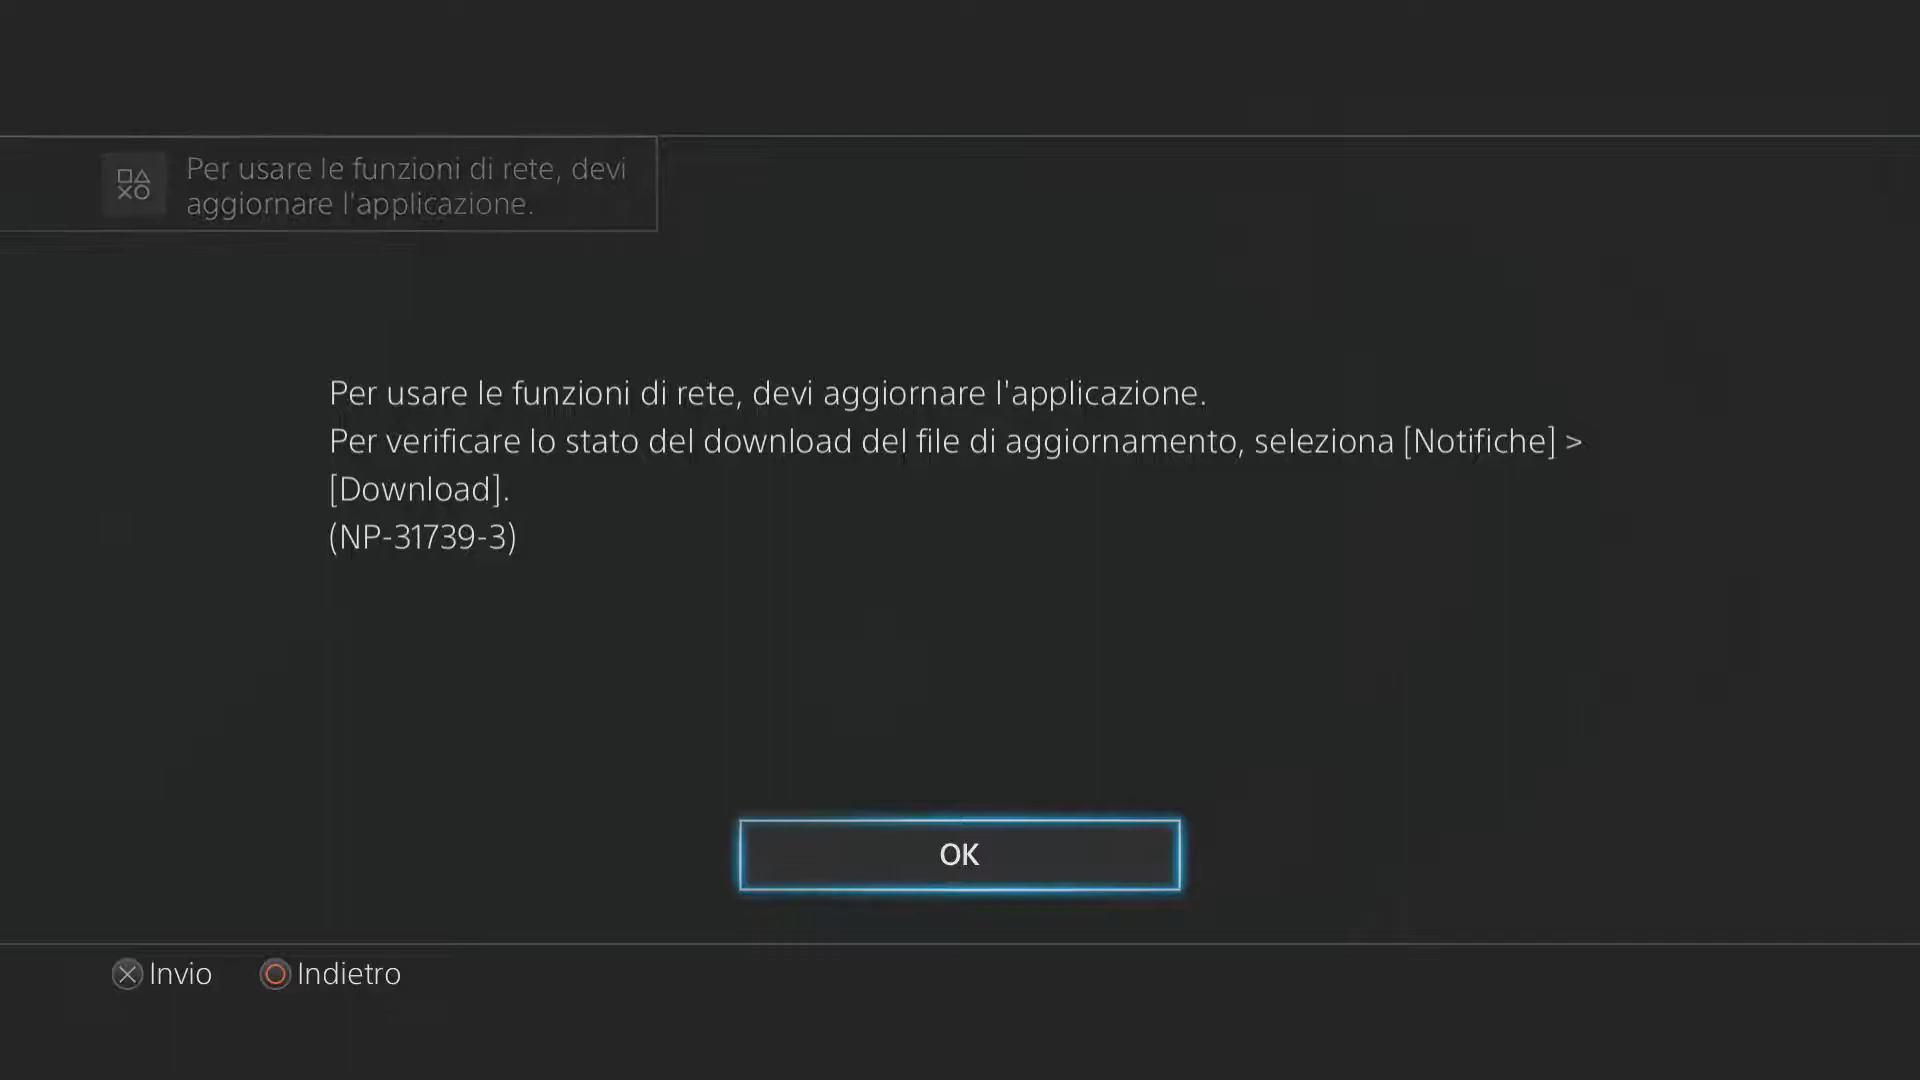 Per usare le funzioni di rete, devi
aggiornare l'applicazione.
Per usare le funzioni di rete, devi aggiornare l'applicazione.
Per verificare lo stato del download del file di aggiornamento, seleziona [Notifiche] >
[Download].
(NP-31739-3)
OK
Invio Indietro